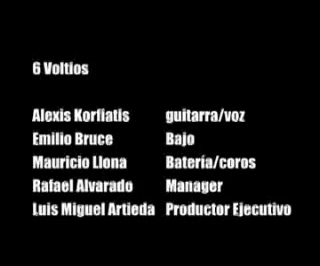 6 Voltios
Alexis Korfiatis guitarra/voz
Emilio Bruce Bajo
Mauricio Llona Batería/coros
Rafael Alvarado Manager
Luis Miguel Artieda Productor Ejecutivo